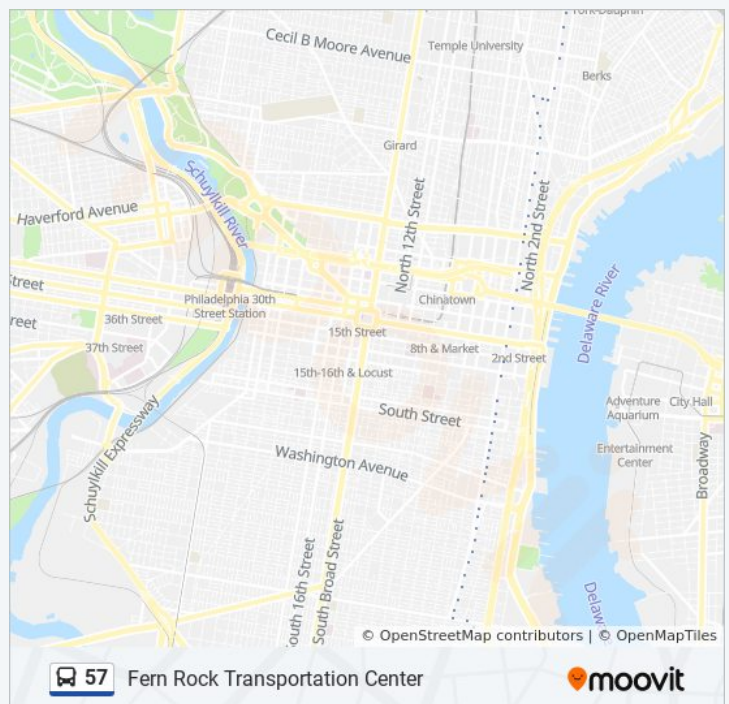 York-Dauphin
Cecil B Moore Avenue
Temple University
Berks
Girard
Schuylkill River
Haverford Avenue
North 12th Street
North 2nd Street
Delaware River
Street
Philadelphia 30th
Street Station
Chinatown
36th Street
reet
15th Street
37th Street
8th & Market
2nd Street
15th-16th & Locust
Adventure
Aquarium
City Hall
South Street
Schuylkill Expressway
Washington Avenue
Entertainment
Center
Broadway
South 16th Street
South Broad Street
Delaw
© OpenStreetMap contributors | © OpenMapTiles
57 Fern Rock Transportation Center
moovit